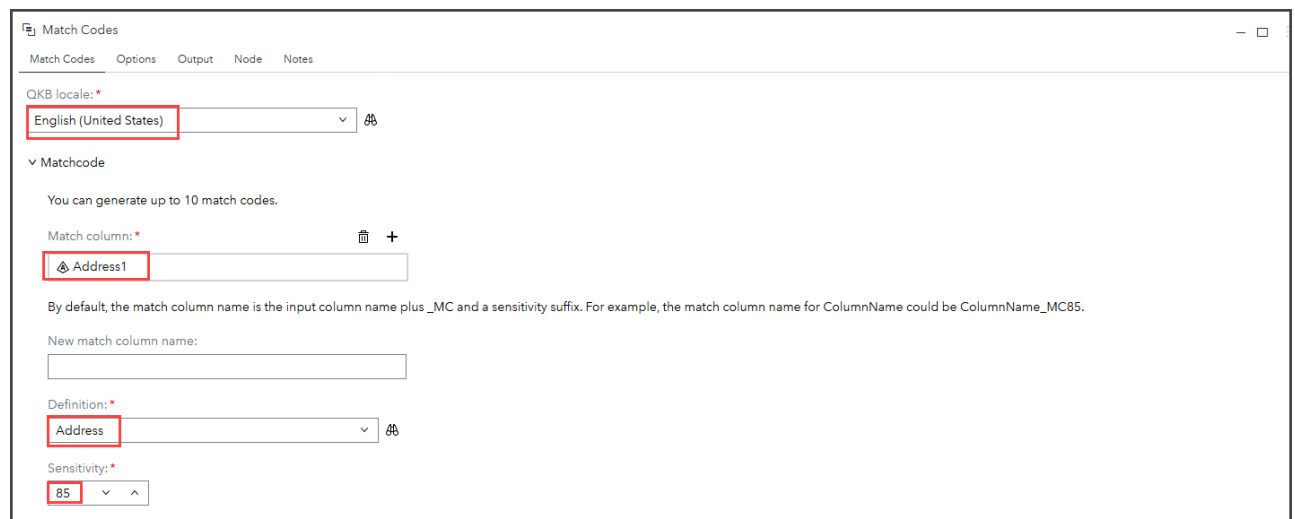 Match Codes
Match Codes Options Output Node Notes
QKB locale:*
English (United States)
Matchcode
You can generate up to 10 match codes.
Match column:*
Address1
By default, the match column name is the input column name plus _MC and a sensitivity suffix. For example, the match column name for ColumnName could be ColumnName_MC85.
New match column name:
Definition:*
Address
Sensitivity:*
85